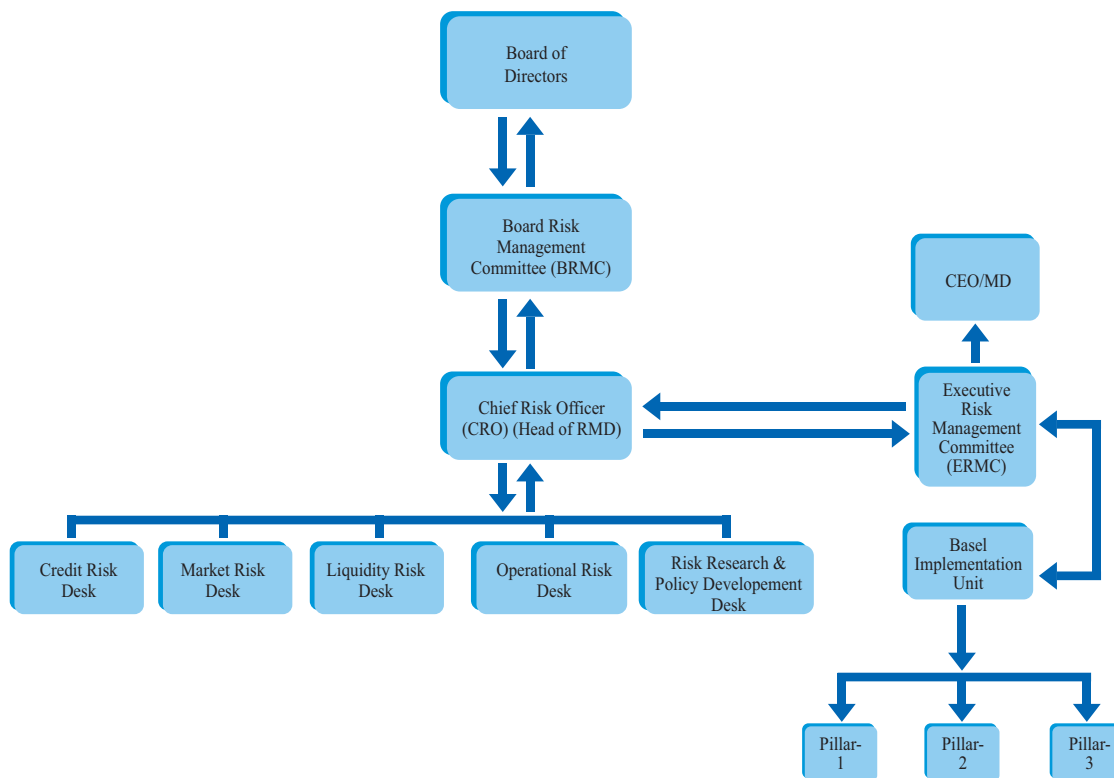 Board of
Directors
Board Risk
Management
Committee (BRMC)
CEO/MD
Chief Risk Officer
(CRO) (Head of RMD)
Executive
Risk
Management
Committee
(ERMC)
Credit Risk
Desk
Market Risk
Desk
Liquidity Risk
Desk
Operational Risk
Desk
Risk Research &
Policy Developement
Desk
Basel
Implementation
Unit
Pillar-
1
Pillar-
2
Pillar-
3